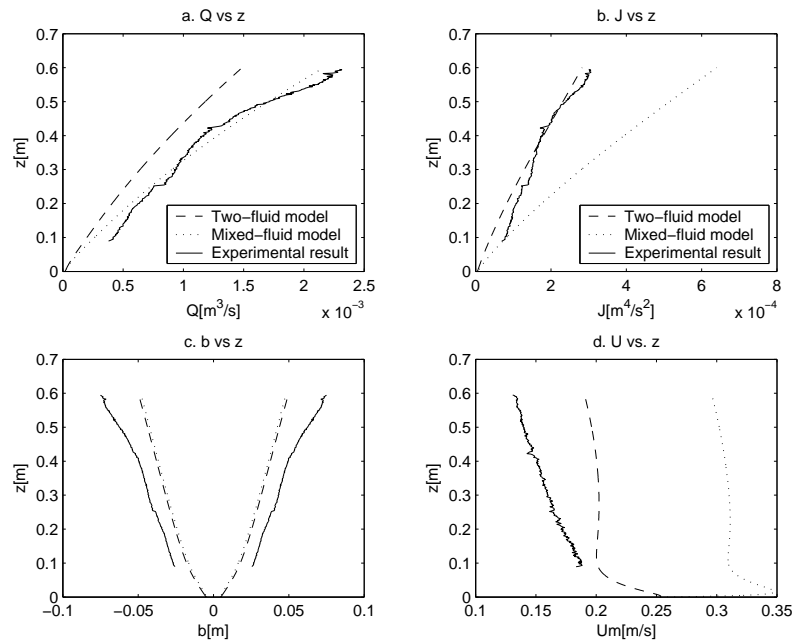 a. Q vs z
0.7
0.6
0.5
0.4
0.3
0.2
0.1
0
z[m]
Two−fluid model
Mixed−fluid model
Experimental result
0 0.5 1 1.5 2 2.5
Q[m³/s] x 10⁻³
b. J vs z
0.7
0.6
0.5
0.4
0.3
0.2
0.1
0
z[m]
Two−fluid model
Mixed−fluid model
Experimental result
0 2 4 6 8
J[m⁴/s²] x 10⁻⁴
c. b vs z
0.7
0.6
0.5
0.4
0.3
0.2
0.1
0
z[m]
−0.1 −0.05 0 0.05 0.1
b[m]
d. U vs. z
0.7
0.6
0.5
0.4
0.3
0.2
0.1
0
z[m]
0.1 0.15 0.2 0.25 0.3 0.35
Um[m/s]